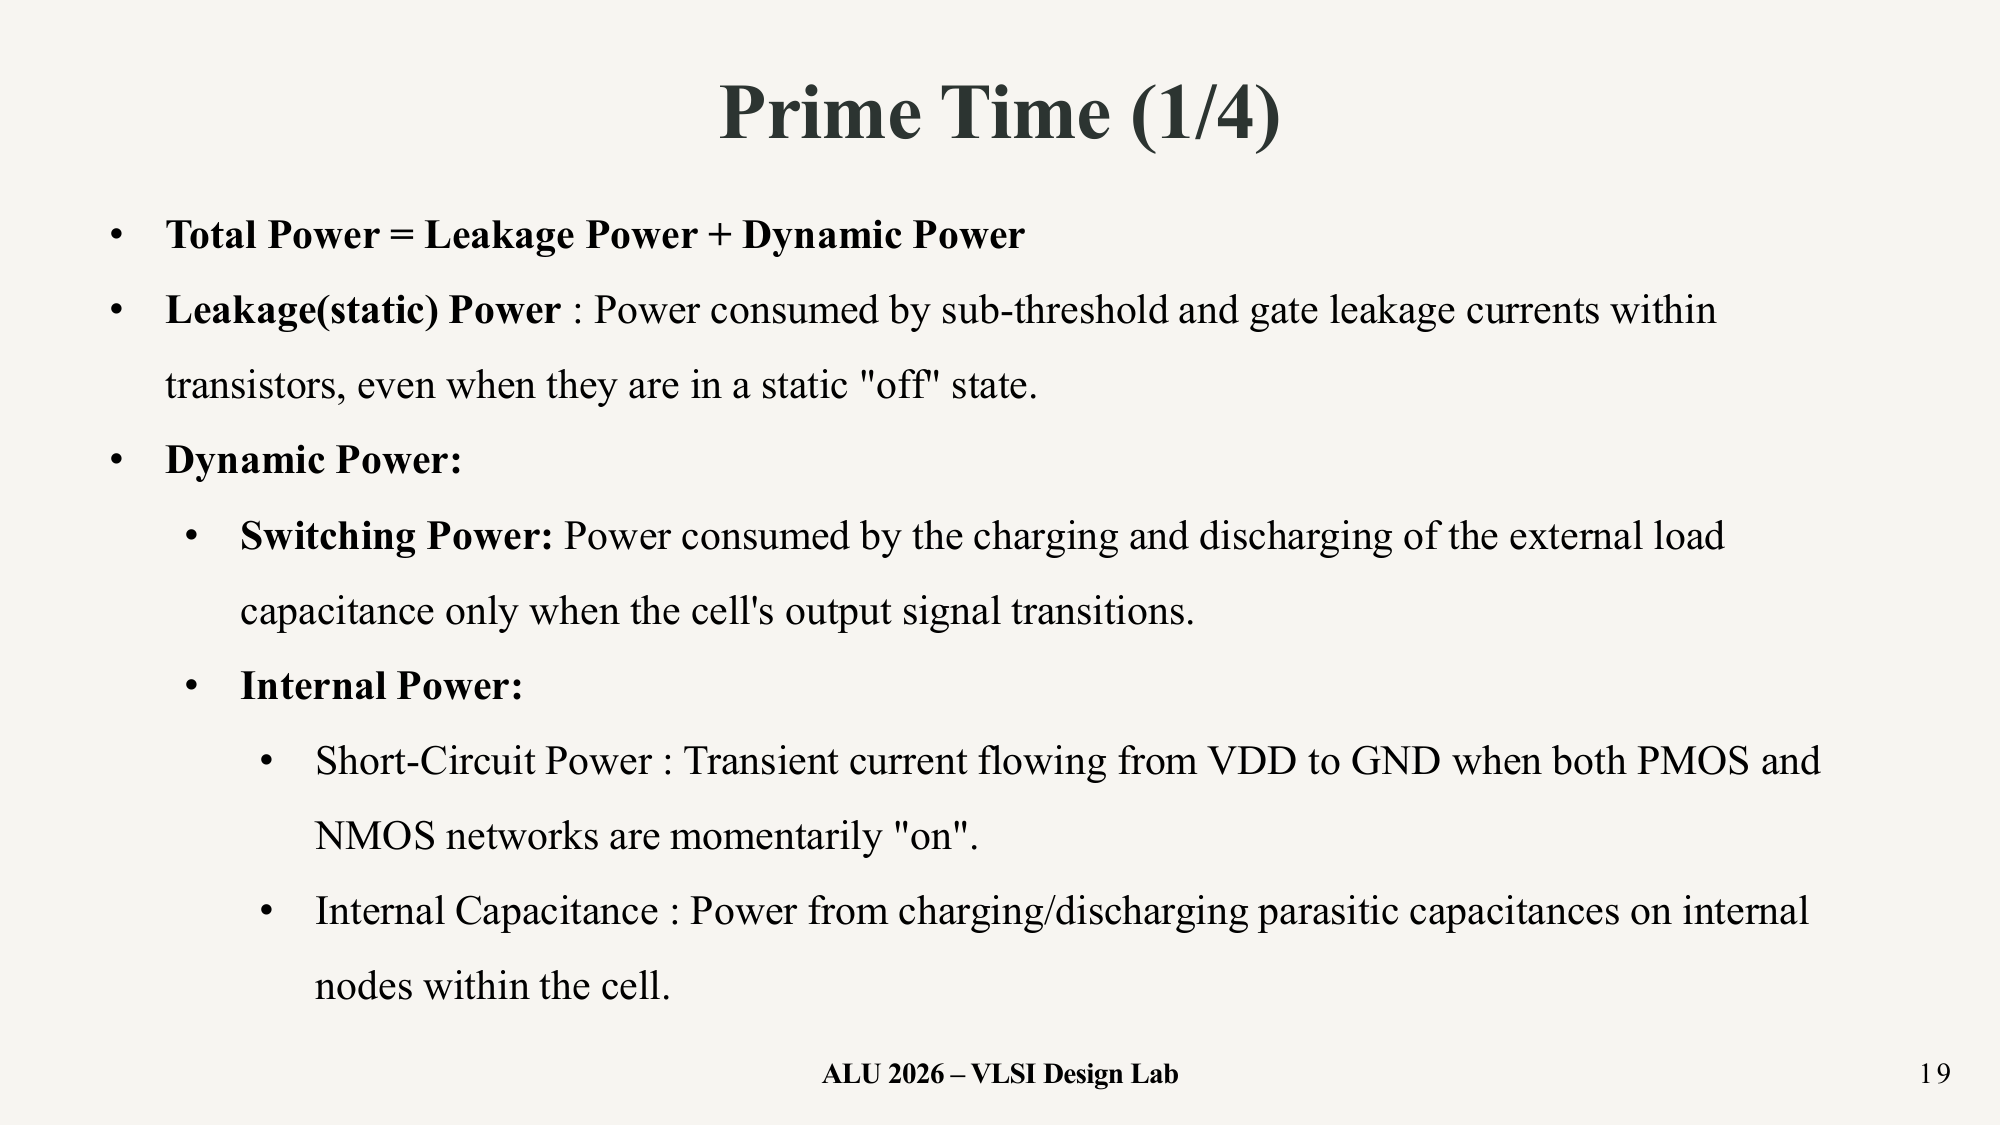 Prime Time (1/4)
• Total Power = Leakage Power + Dynamic Power
• Leakage(static) Power : Power consumed by sub-threshold and gate leakage currents within
transistors, even when they are in a static "off" state.
• Dynamic Power:
• Switching Power: Power consumed by the charging and discharging of the external load
capacitance only when the cell's output signal transitions.
• Internal Power:
• Short-Circuit Power : Transient current flowing from VDD to GND when both PMOS and
NMOS networks are momentarily "on".
• Internal Capacitance : Power from charging/discharging parasitic capacitances on internal
nodes within the cell.
ALU 2026 – VLSI Design Lab
19